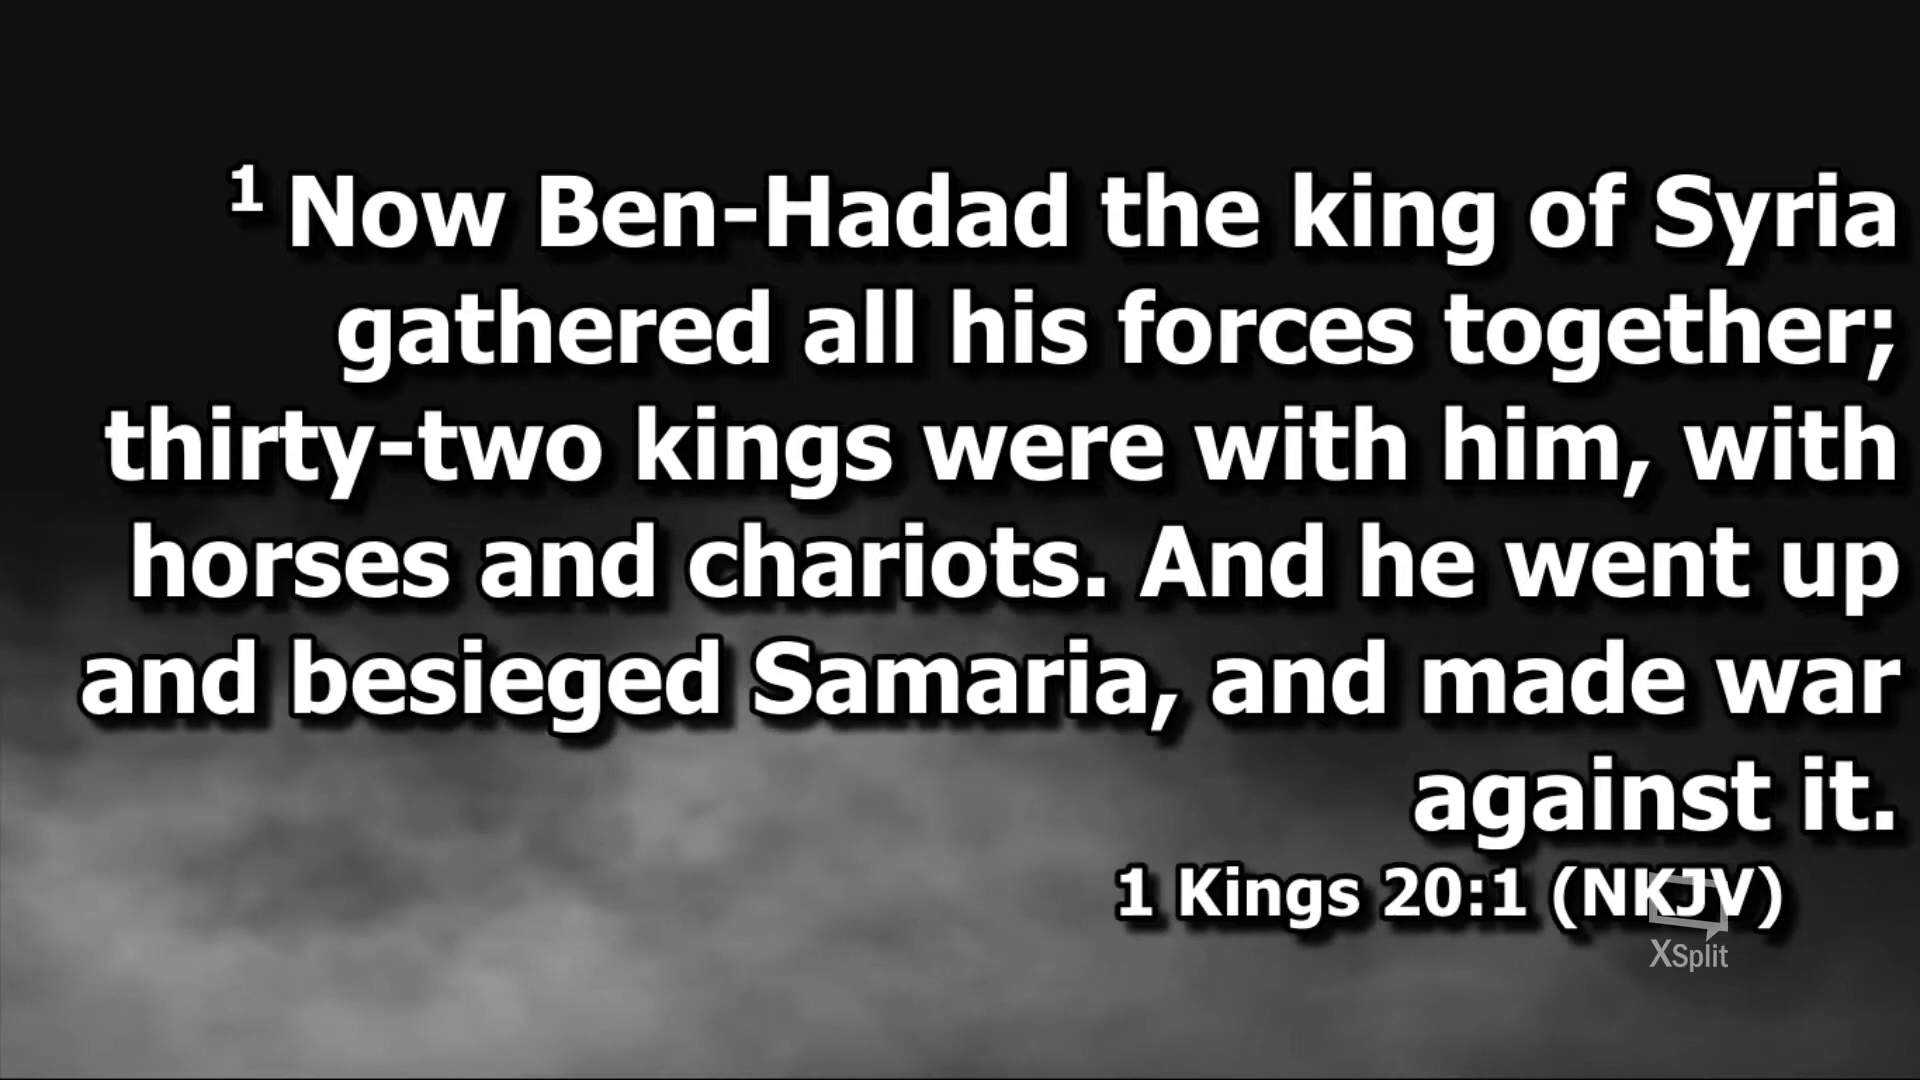 1 Now Ben-Hadad the king of Syria
gathered all his forces together;
thirty-two kings were with him, with
horses and chariots. And he went up
and besieged Samaria, and made war
against it.
1 Kings 20:1 (NKJV)
XSplit